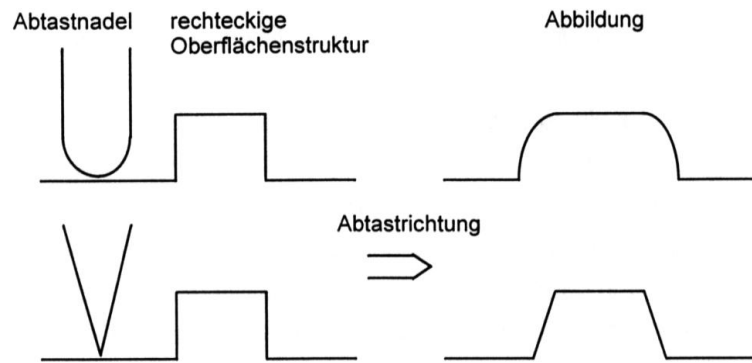 Abtastnadel
rechteckige
Oberflächenstruktur
Abbildung
Abtastrichtung